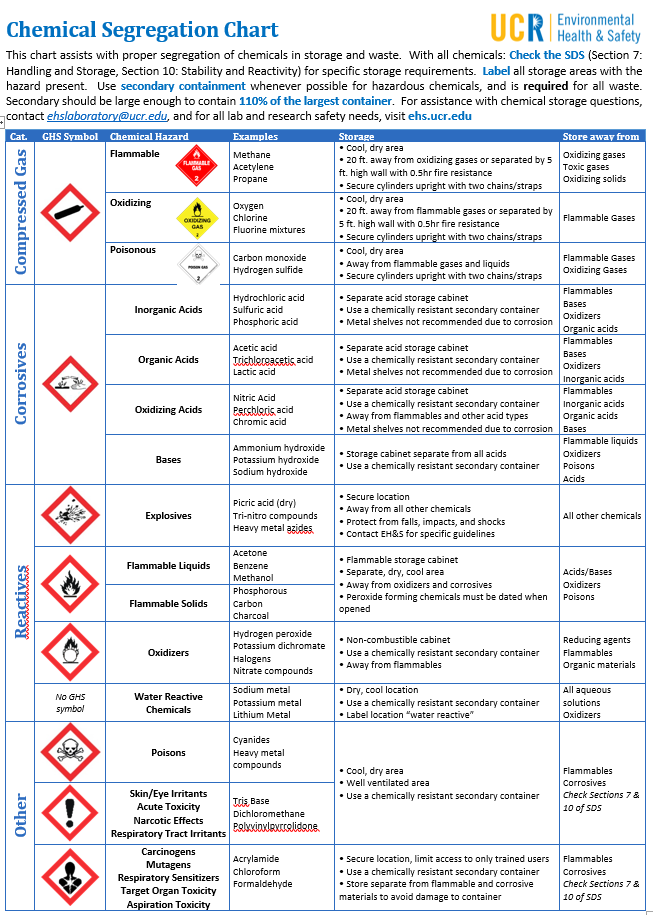 Chemical Segregation Chart
UCR Environmental
Health & Safety
This chart assists with proper segregation of chemicals in storage and waste. With all chemicals: Check the SDS (Section 7:
Handling and Storage, Section 10: Stability and Reactivity) for specific storage requirements. Label all storage areas with the
hazard present. Use secondary containment whenever possible for hazardous chemicals, and is required for all waste.
Secondary should be large enough to contain 110% of the largest container. For assistance with chemical storage questions,
contact ehslaboratory@ucr.edu, and for all lab and research safety needs, visit ehs.ucr.edu
Cat. GHS Symbol Chemical Hazard Examples Storage Store away from
Compressed Gas
Flammable
FLAMMABLE
GAS
2
Methane
Acetylene
Propane
• Cool, dry area
• 20 ft. away from oxidizing gases or separated by 5
ft. high wall with 0.5hr fire resistance
• Secure cylinders upright with two chains/straps
Oxidizing gases
Toxic gases
Oxidizing solids
Oxidizing
OXIDIZING
GAS
2
Oxygen
Chlorine
Fluorine mixtures
• Cool, dry area
• 20 ft. away from flammable gases or separated by
5 ft. high wall with 0.5hr fire resistance
• Secure cylinders upright with two chains/straps
Flammable Gases
Poisonous
POISON GAS
2
Carbon monoxide
Hydrogen sulfide
• Cool, dry area
• Away from flammable gases and liquids
• Secure cylinders upright with two chains/straps
Flammable Gases
Oxidizing Gases
Corrosives
Inorganic Acids
Hydrochloric acid
Sulfuric acid
Phosphoric acid
• Separate acid storage cabinet
• Use a chemically resistant secondary container
• Metal shelves not recommended due to corrosion
Flammables
Bases
Oxidizers
Organic acids
Organic Acids
Acetic acid
Trichloroacetic acid
Lactic acid
• Separate acid storage cabinet
• Use a chemically resistant secondary container
• Metal shelves not recommended due to corrosion
Flammables
Bases
Oxidizers
Inorganic acids
Oxidizing Acids
Nitric Acid
Perchloric acid
Chromic acid
• Separate acid storage cabinet
• Use a chemically resistant secondary container
• Away from flammables and other acid types
• Metal shelves not recommended due to corrosion
Flammables
Inorganic acids
Organic acids
Bases
Bases
Ammonium hydroxide
Potassium hydroxide
Sodium hydroxide
• Storage cabinet separate from all acids
• Use a chemically resistant secondary container
Flammable liquids
Oxidizers
Poisons
Acids
Reactives
Explosives
Picric acid (dry)
Tri-nitro compounds
Heavy metal azides
• Secure location
• Away from all other chemicals
• Protect from falls, impacts, and shocks
• Contact EH&S for specific guidelines
All other chemicals
Flammable Liquids
Acetone
Benzene
Methanol
Flammable Solids
Phosphorous
Carbon
Charcoal
• Flammable storage cabinet
• Separate, dry, cool area
• Away from oxidizers and corrosives
• Peroxide forming chemicals must be dated when
opened
Acids/Bases
Oxidizers
Poisons
Oxidizers
Hydrogen peroxide
Potassium dichromate
Halogens
Nitrate compounds
• Non-combustible cabinet
• Use a chemically resistant secondary container
• Away from flammables
Reducing agents
Flammables
Organic materials
No GHS
symbol
Water Reactive
Chemicals
Sodium metal
Potassium metal
Lithium Metal
• Dry, cool location
• Use a chemically resistant secondary container
• Label location “water reactive”
All aqueous
solutions
Oxidizers
Other
Poisons
Cyanides
Heavy metal
compounds
Skin/Eye Irritants
Acute Toxicity
Narcotic Effects
Respiratory Tract Irritants
Tris Base
Dichloromethane
Polyvinylpyrrolidone
• Cool, dry area
• Well ventilated area
• Use a chemically resistant secondary container
Flammables
Corrosives
Check Sections 7 &
10 of SDS
Carcinogens
Mutagens
Respiratory Sensitizers
Target Organ Toxicity
Aspiration Toxicity
Acrylamide
Chloroform
Formaldehyde
• Secure location, limit access to only trained users
• Use a chemically resistant secondary container
• Store separate from flammable and corrosive
materials to avoid damage to container
Flammables
Corrosives
Check Sections 7 &
10 of SDS